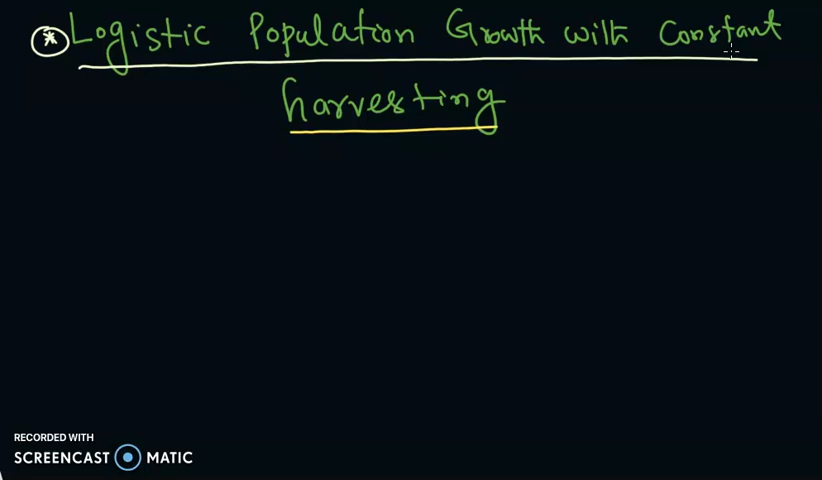 * Logistic Population Growth with Constant
harvesting
RECORDED WITH
SCREENCAST MATIC